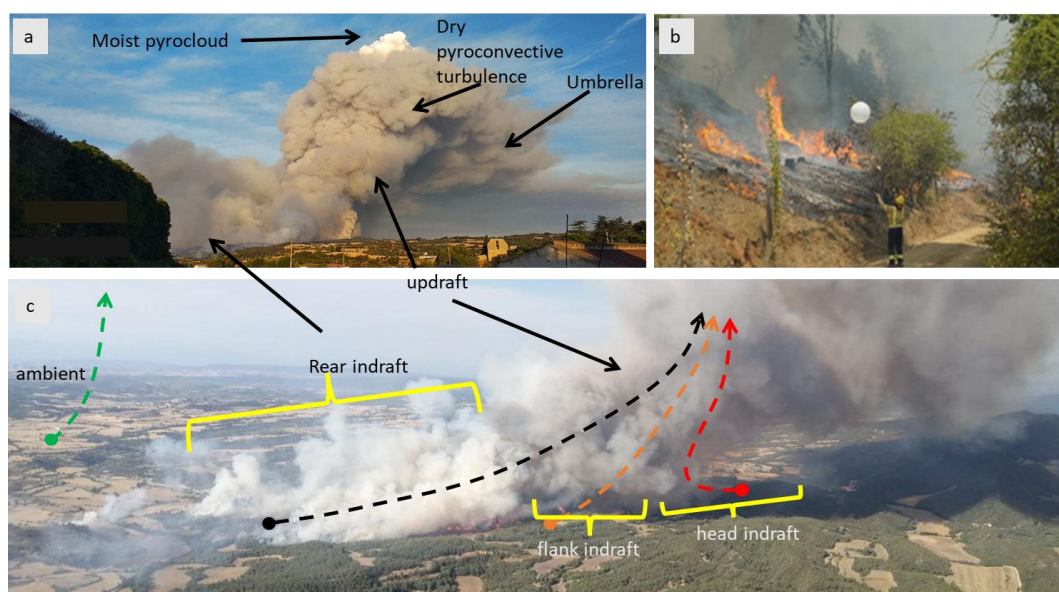 a
Moist pyrocloud
Dry
pyroconvective
turbulence
Umbrella
b
updraft
c
ambient
Rear indraft
flank indraft
head indraft